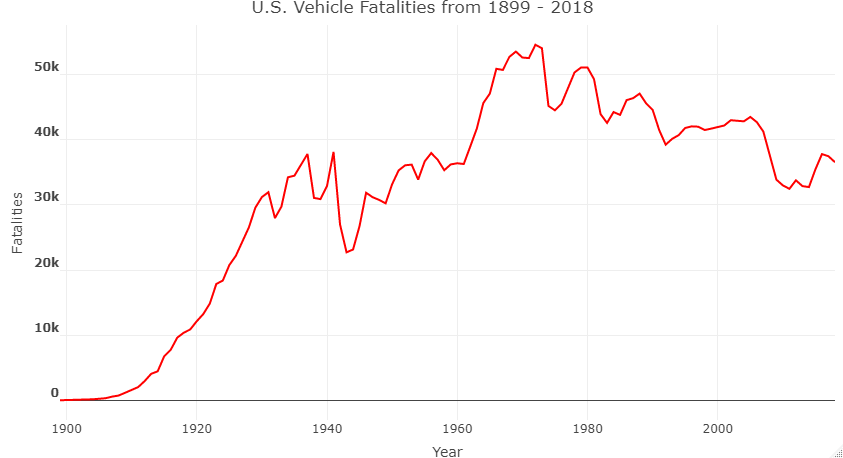 U.S. Vehicle Fatalities from 1899 - 2018
50k
40k
30k
20k
10k
0
Fatalities
1900 1920 1940 1960 1980 2000
Year